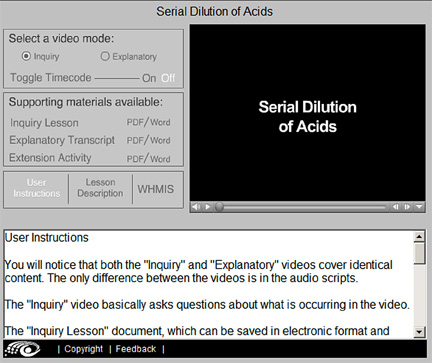 Serial Dilution of Acids
Select a video mode:
Inquiry Explanatory
Toggle Timecode On Off
Supporting materials available:
Inquiry Lesson PDF/Word
Explanatory Transcript PDF/Word
Extension Activity PDF/Word
User Instructions
Lesson Description
WHMIS
Serial Dilution
of Acids
User Instructions
You will notice that both the "Inquiry" and "Explanatory" videos cover identical
content. The only difference between the videos is in the audio scripts.
The "Inquiry" video basically asks questions about what is occurring in the video.
The "Inquiry Lesson" document, which can be saved in electronic format and
| Copyright | Feedback |